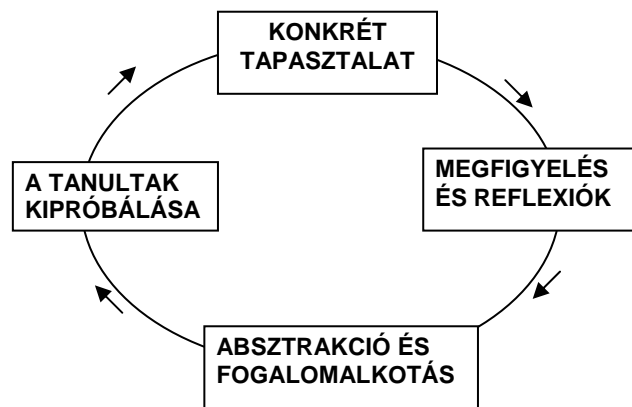 KONKRÉT
TAPASZTALAT
MEGFIGYELÉS
ÉS REFLEXIÓK
ABSZTRAKCIÓ ÉS
FOGALOMALKOTÁS
A TANULTAK
KIPRÓBÁLÁSA